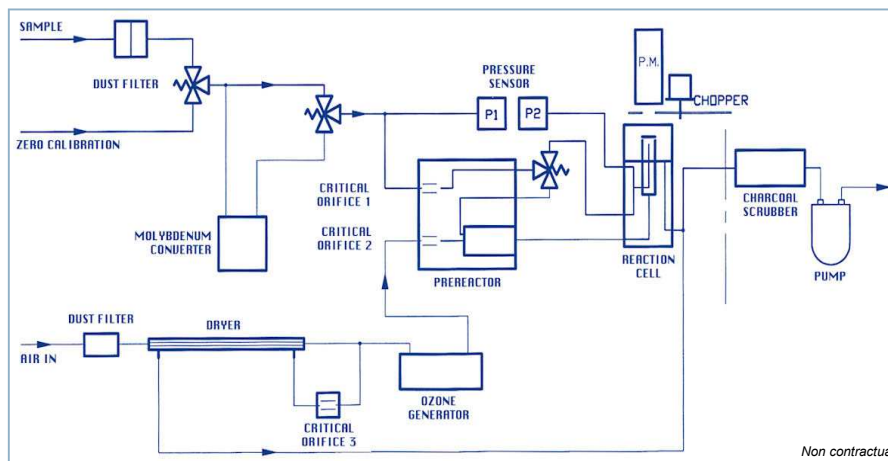 SAMPLE
DUST FILTER
ZERO CALIBRATION
MOLYBDENUM
CONVERTER
PRESSURE
SENSOR
P1
P2
P.M.
CHOPPER
CRITICAL
ORIFICE 1
CRITICAL
ORIFICE 2
PREREACTOR
REACTION
CELL
CHARCOAL
SCRUBBER
PUMP
DUST FILTER
AIR IN
DRYER
CRITICAL
ORIFICE 3
OZONE
GENERATOR
Non contractua